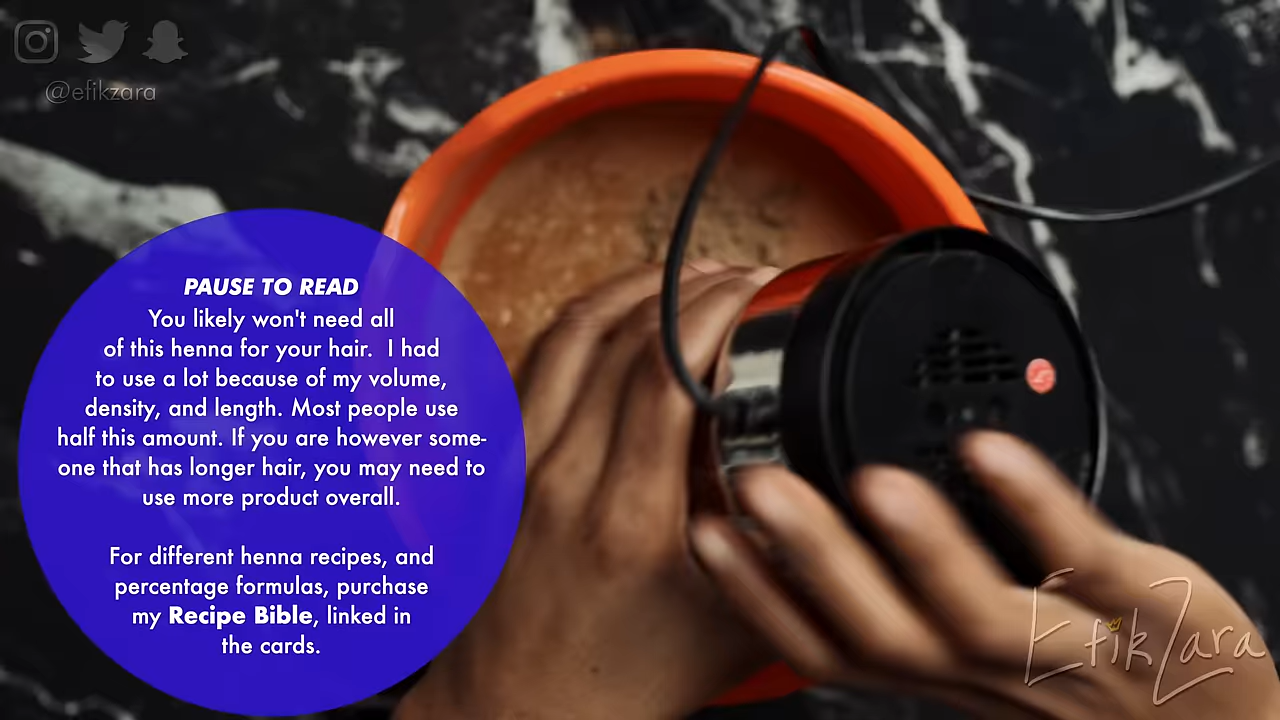 @efikzara
PAUSE TO READ
You likely won't need all
of this henna for your hair.  I had
to use a lot because of my volume,
density, and length. Most people use
half this amount. If you are however some-
one that has longer hair, you may need to
use more product overall.
For different henna recipes, and
percentage formulas, purchase
my Recipe Bible, linked in
the cards.
EfikZara